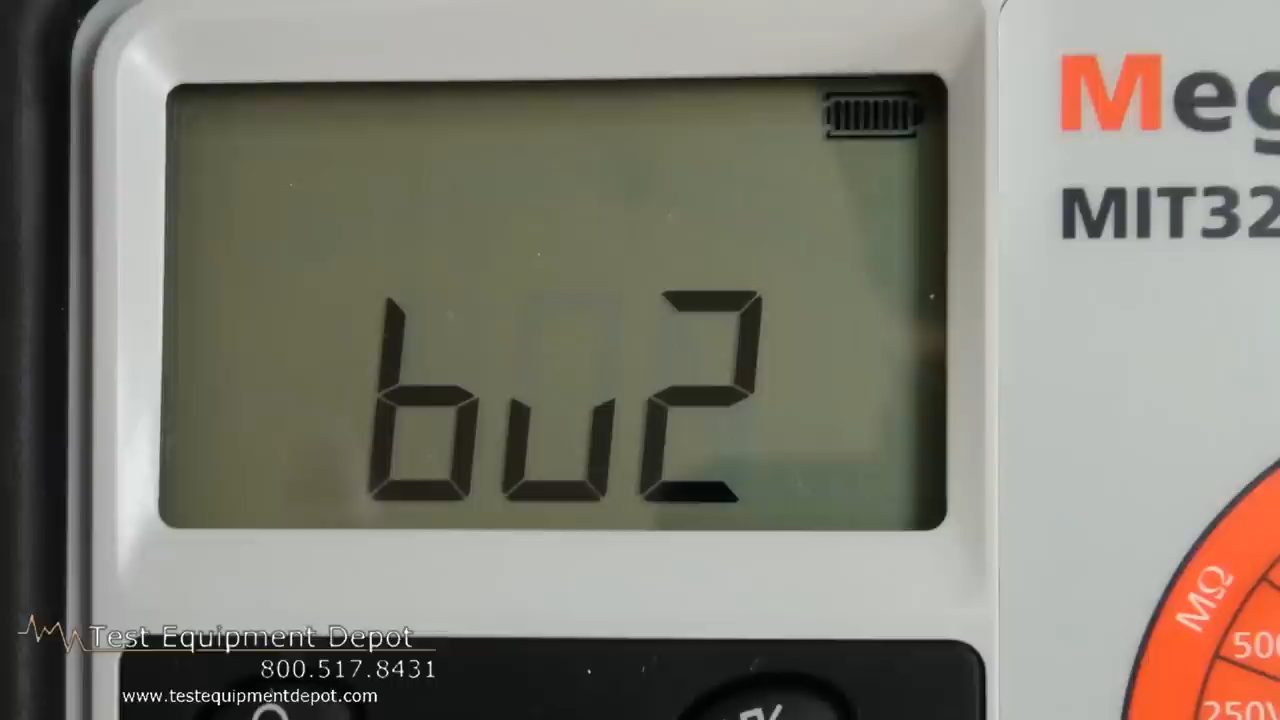 Meg
MIT32
bu2
MΩ
500
250V
Test Equipment Depot
800.517.8431
www.testequipmentdepot.com